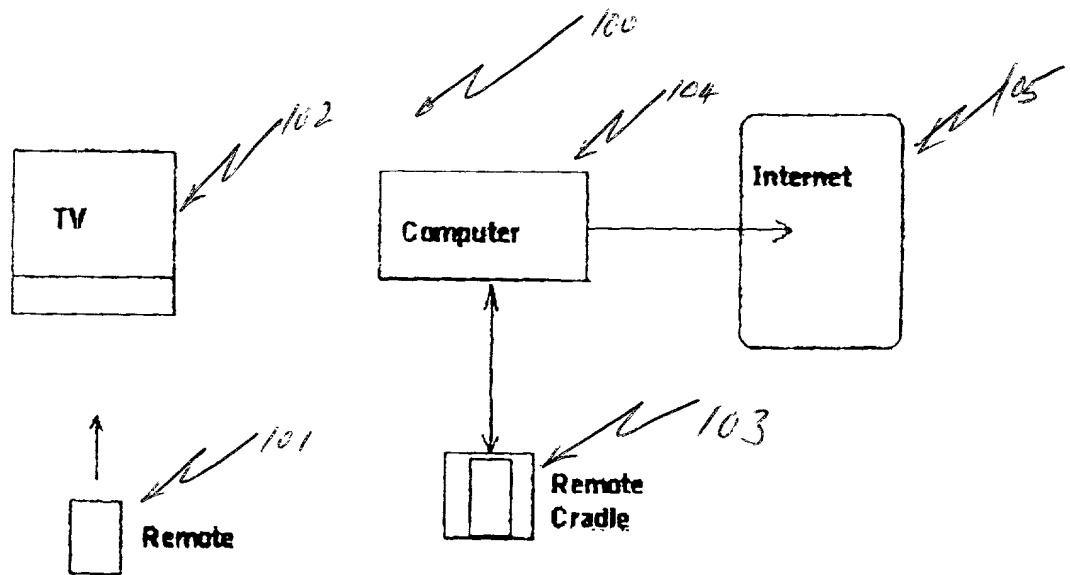 100
104
105
102
Internet
TV
Computer
103
101
Remote
Cradle
Remote